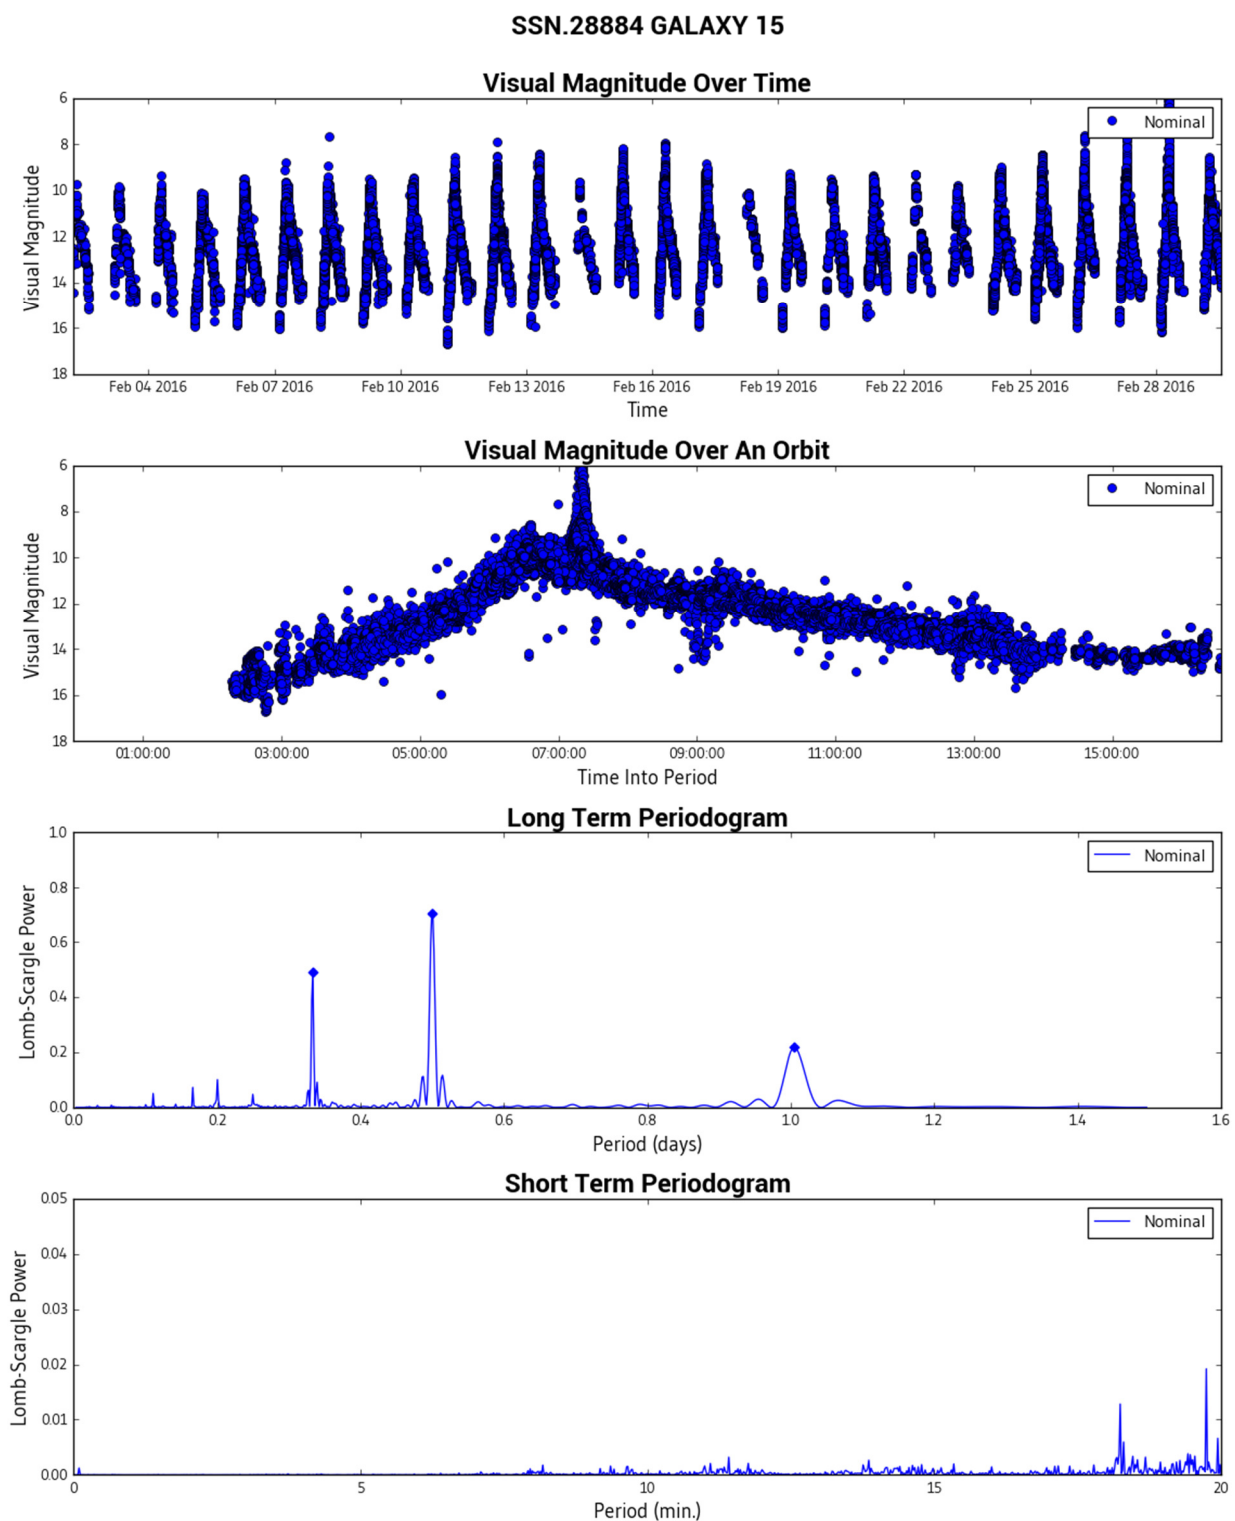 SSN.28884 GALAXY 15
Visual Magnitude Over Time
6
8
10
12
14
16
18
Visual Magnitude
Nominal
Feb 04 2016 Feb 07 2016 Feb 10 2016 Feb 13 2016 Feb 16 2016 Feb 19 2016 Feb 22 2016 Feb 25 2016 Feb 28 2016
Time
Visual Magnitude Over An Orbit
6
8
10
12
14
16
18
Visual Magnitude
Nominal
01:00:00 03:00:00 05:00:00 07:00:00 09:00:00 11:00:00 13:00:00 15:00:00
Time Into Period
Long Term Periodogram
1.0
0.8
0.6
0.4
0.2
0.0
Lomb-Scargle Power
Nominal
0.0 0.2 0.4 0.6 0.8 1.0 1.2 1.4 1.6
Period (days)
Short Term Periodogram
0.05
0.04
0.03
0.02
0.01
0.00
Lomb-Scargle Power
Nominal
0 5 10 15 20
Period (min.)